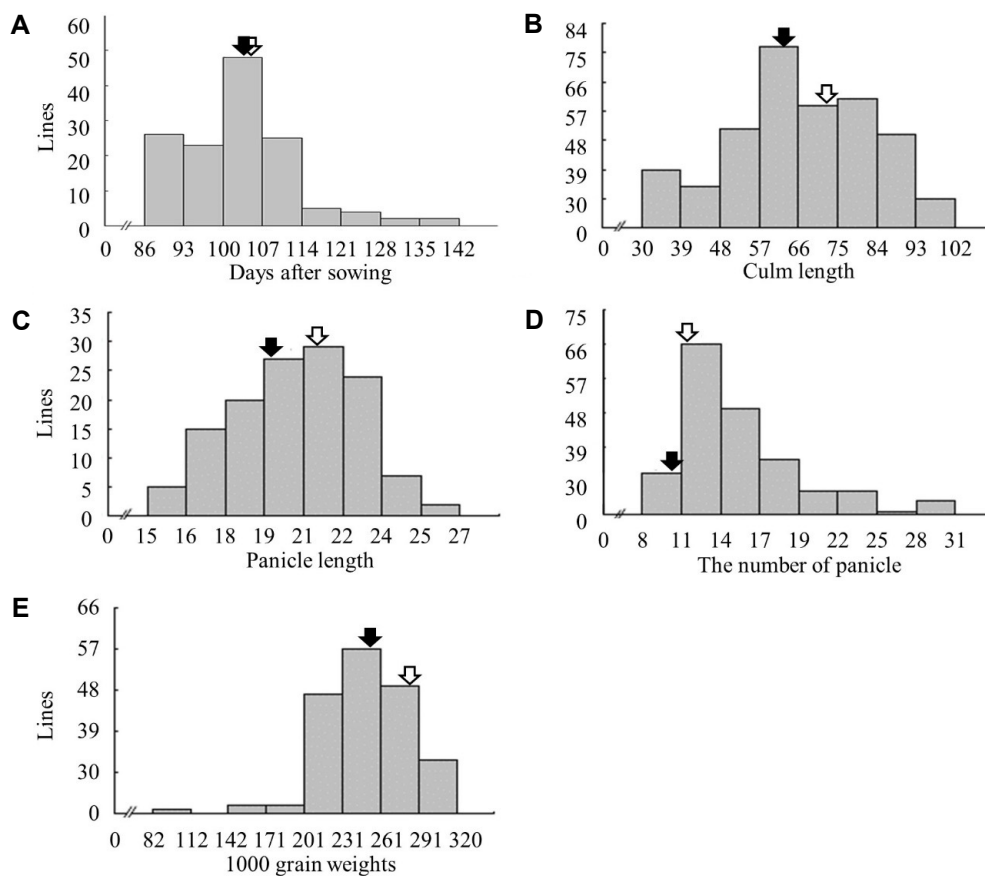 A
Lines
60
50
40
30
20
10
0
0 86 93 100 107 114 121 128 135 142
Days after sowing
B
84
75
66
57
48
39
30
0
0 30 39 48 57 66 75 84 93 102
Culm length
C
Lines
35
30
25
20
15
10
5
0
0 15 16 18 19 21 22 24 25 27
Panicle length
D
75
66
57
48
39
30
0
0 8 11 14 17 19 22 25 28 31
The number of panicle
E
Lines
66
57
48
39
30
0
0 82 112 142 171 201 231 261 291 320
1000 grain weights